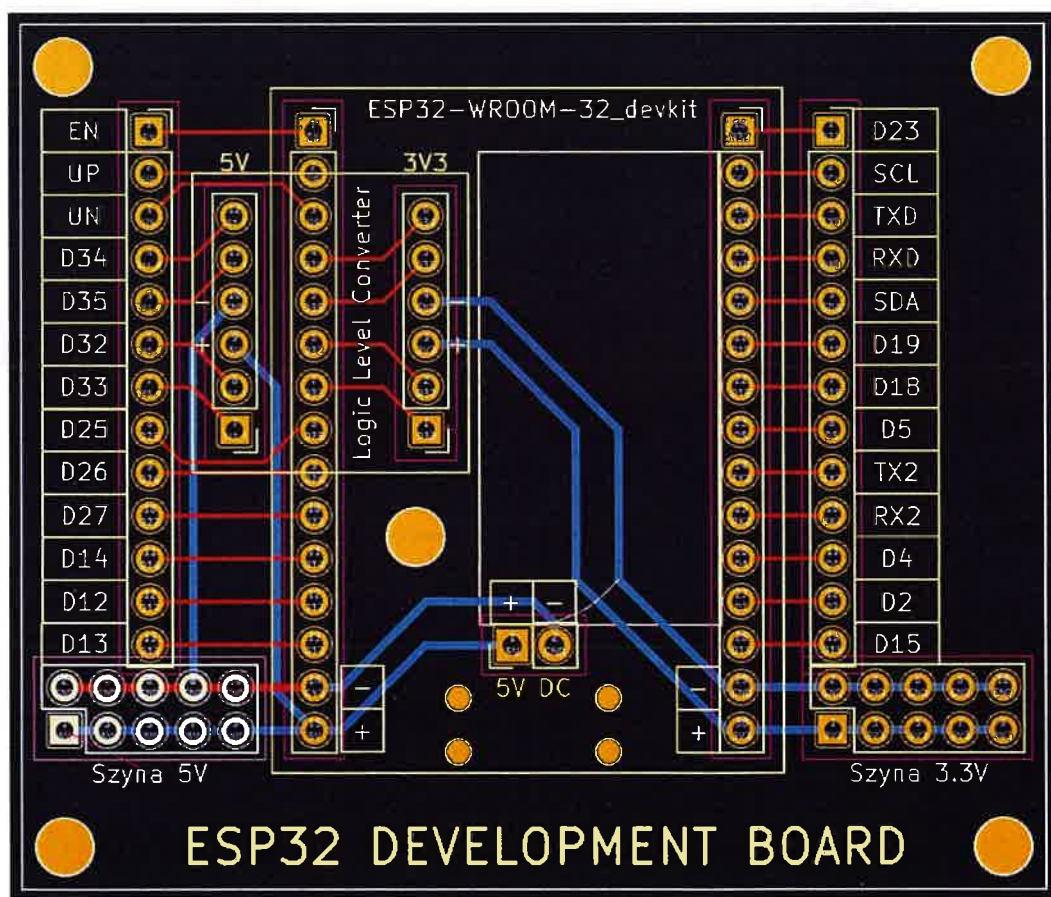 ESP32-WROOM-32_devkit
EN
UP
UN
D34
D35
D32
D33
D25
D26
D27
D14
D12
D13
5V
3V3
-
+
-
+
Logic Level Converter
D23
SCL
TXD
RXD
SDA
D19
D18
D5
TX2
RX2
D4
D2
D15
+ -
5V DC
-
+
-
+
Szyna 5V
Szyna 3.3V
ESP32 DEVELOPMENT BOARD